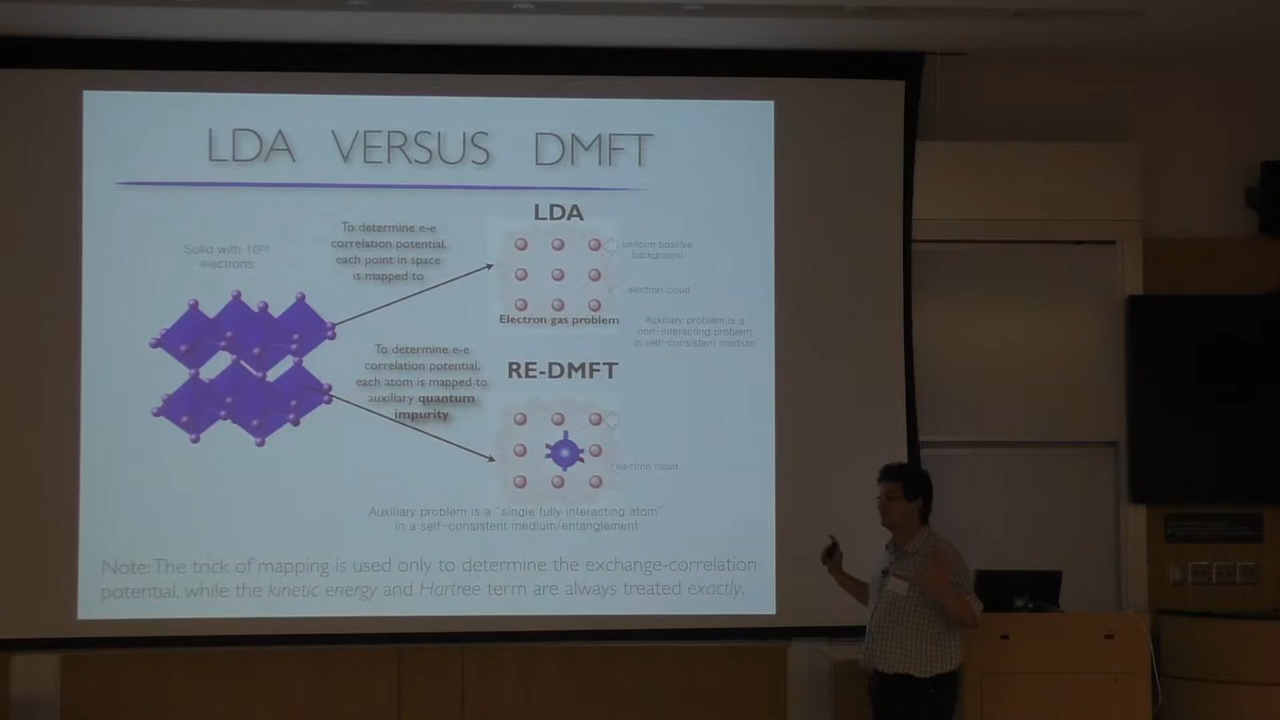 LDA VERSUS DMFT
Solid with 10
electrons
To determine e-e
correlation potential,
each point in space
is mapped to
LDA
uniform positive
background
electron cloud
Electron gas problem
Auxiliary problem is a
non-interacting problem
in self-consistent medium
To determine e-e
correlation potential,
each atom is mapped to
auxiliary quantum
impurity
RE-DMFT
electron cloud
Auxiliary problem is a "single fully interacting atom"
in a self-consistent medium/entanglement
Note: The trick of mapping is used only to determine the exchange-correlation
potential, while the kinetic energy and Hartree term are always treated exactly.